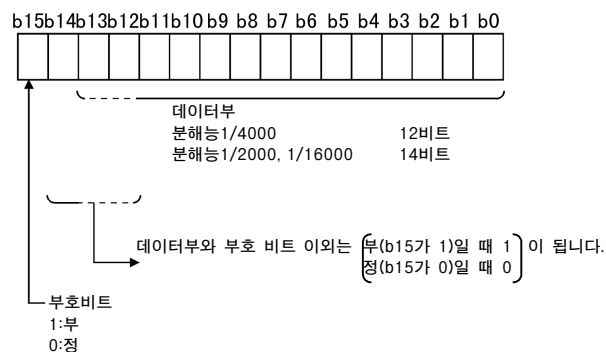 b15b14b13b12b11b10b9 b8 b7 b6 b5 b4 b3 b2 b1 b0
데이터부
분해능1/4000 12비트
분해능1/2000, 1/16000 14비트
데이터부와 부호 비트 이외는 부(b15가 1)일 때 1 이 됩니다.
정(b15가 0)일 때 0
부호비트
1:부
0:정